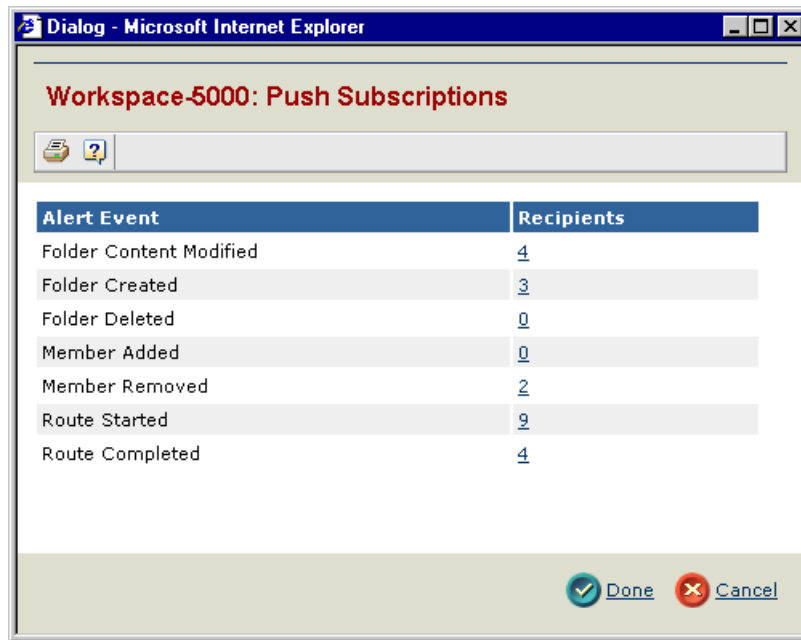 Dialog - Microsoft Internet Explorer
Workspace-5000: Push Subscriptions
Alert Event Recipients
Folder Content Modified 4
Folder Created 3
Folder Deleted 0
Member Added 0
Member Removed 2
Route Started 9
Route Completed 4
Done Cancel